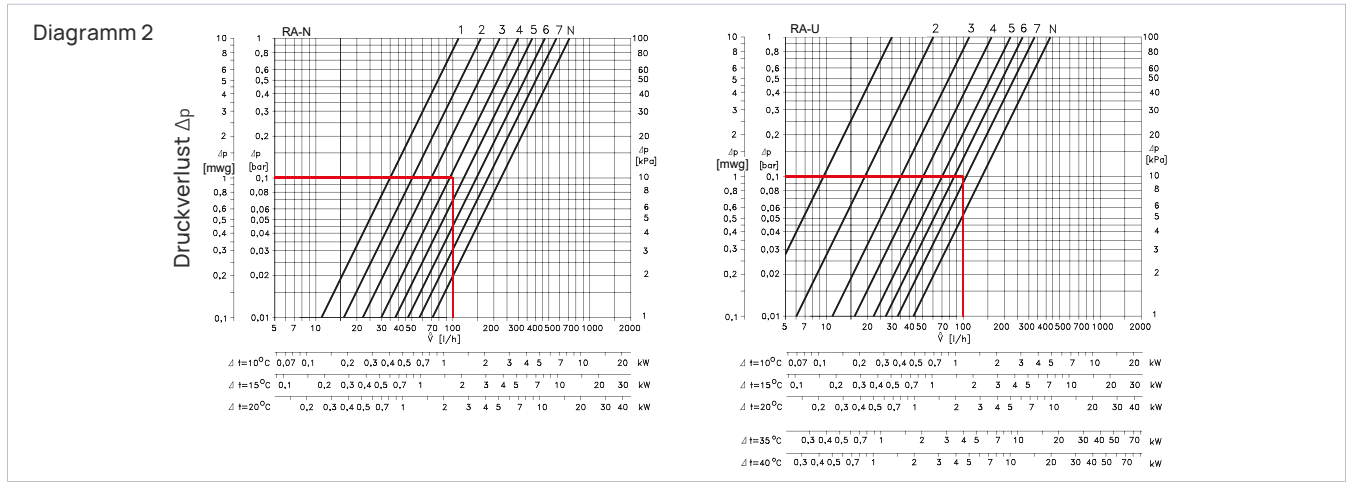 Diagramm 2
Druckverlust Δp
RA-N
1 2 3 4 5 6 7 N
10 1 100
8 0,8 80
6 0,6 60
5 0,5 50
4 0,4 40
3 30
2 0,2 20
Δp Δp Δp
[mwg] [bar] [kPa]
1 0,1 10
0,8 0,08 8
0,6 0,06 6
0,5 0,05 5
0,4 0,04 4
0,3 0,03 3
0,2 0,02 2
0,1 0,01 1
5 7 10 20 30 40 50 70 100 200 300 500 700 1000 2000
V̂ [l/h]
Δ t=10°C 0,07 0,1 0,2 0,3 0,4 0,5 0,7 1 2 3 4 5 7 10 20 kW
Δ t=15°C 0,1 0,2 0,3 0,4 0,5 0,7 1 2 3 4 5 7 10 20 30 kW
Δ t=20°C 0,2 0,3 0,4 0,5 0,7 1 2 3 4 5 7 10 20 30 40 kW
RA-U
2 3 4 5 6 7 N
10 1 100
8 0,8 80
6 0,6 60
5 0,5 50
4 0,4 40
3 30
2 0,2 20
Δp Δp Δp
[mwg] [bar] [kPa]
1 0,1 10
0,8 0,08 8
0,6 0,06 6
0,5 0,05 5
0,4 0,04 4
0,3 0,03 3
0,2 0,02 2
0,1 0,01 1
5 7 10 20 30 40 50 70 100 200 300 500 700 1000 2000
V̂ [l/h]
Δ t=10°C 0,07 0,1 0,2 0,3 0,4 0,5 0,7 1 2 3 4 5 7 10 20 kW
Δ t=15°C 0,1 0,2 0,3 0,4 0,5 0,7 1 2 3 4 5 7 10 20 30 kW
Δ t=20°C 0,2 0,3 0,4 0,5 0,7 1 2 3 4 5 7 10 20 30 40 kW
Δ t=35°C 0,3 0,4 0,5 0,7 1 2 3 4 5 7 10 20 30 40 50 70 kW
Δ t=40°C 0,3 0,4 0,5 0,7 1 2 3 4 5 7 10 20 30 40 50 70 kW